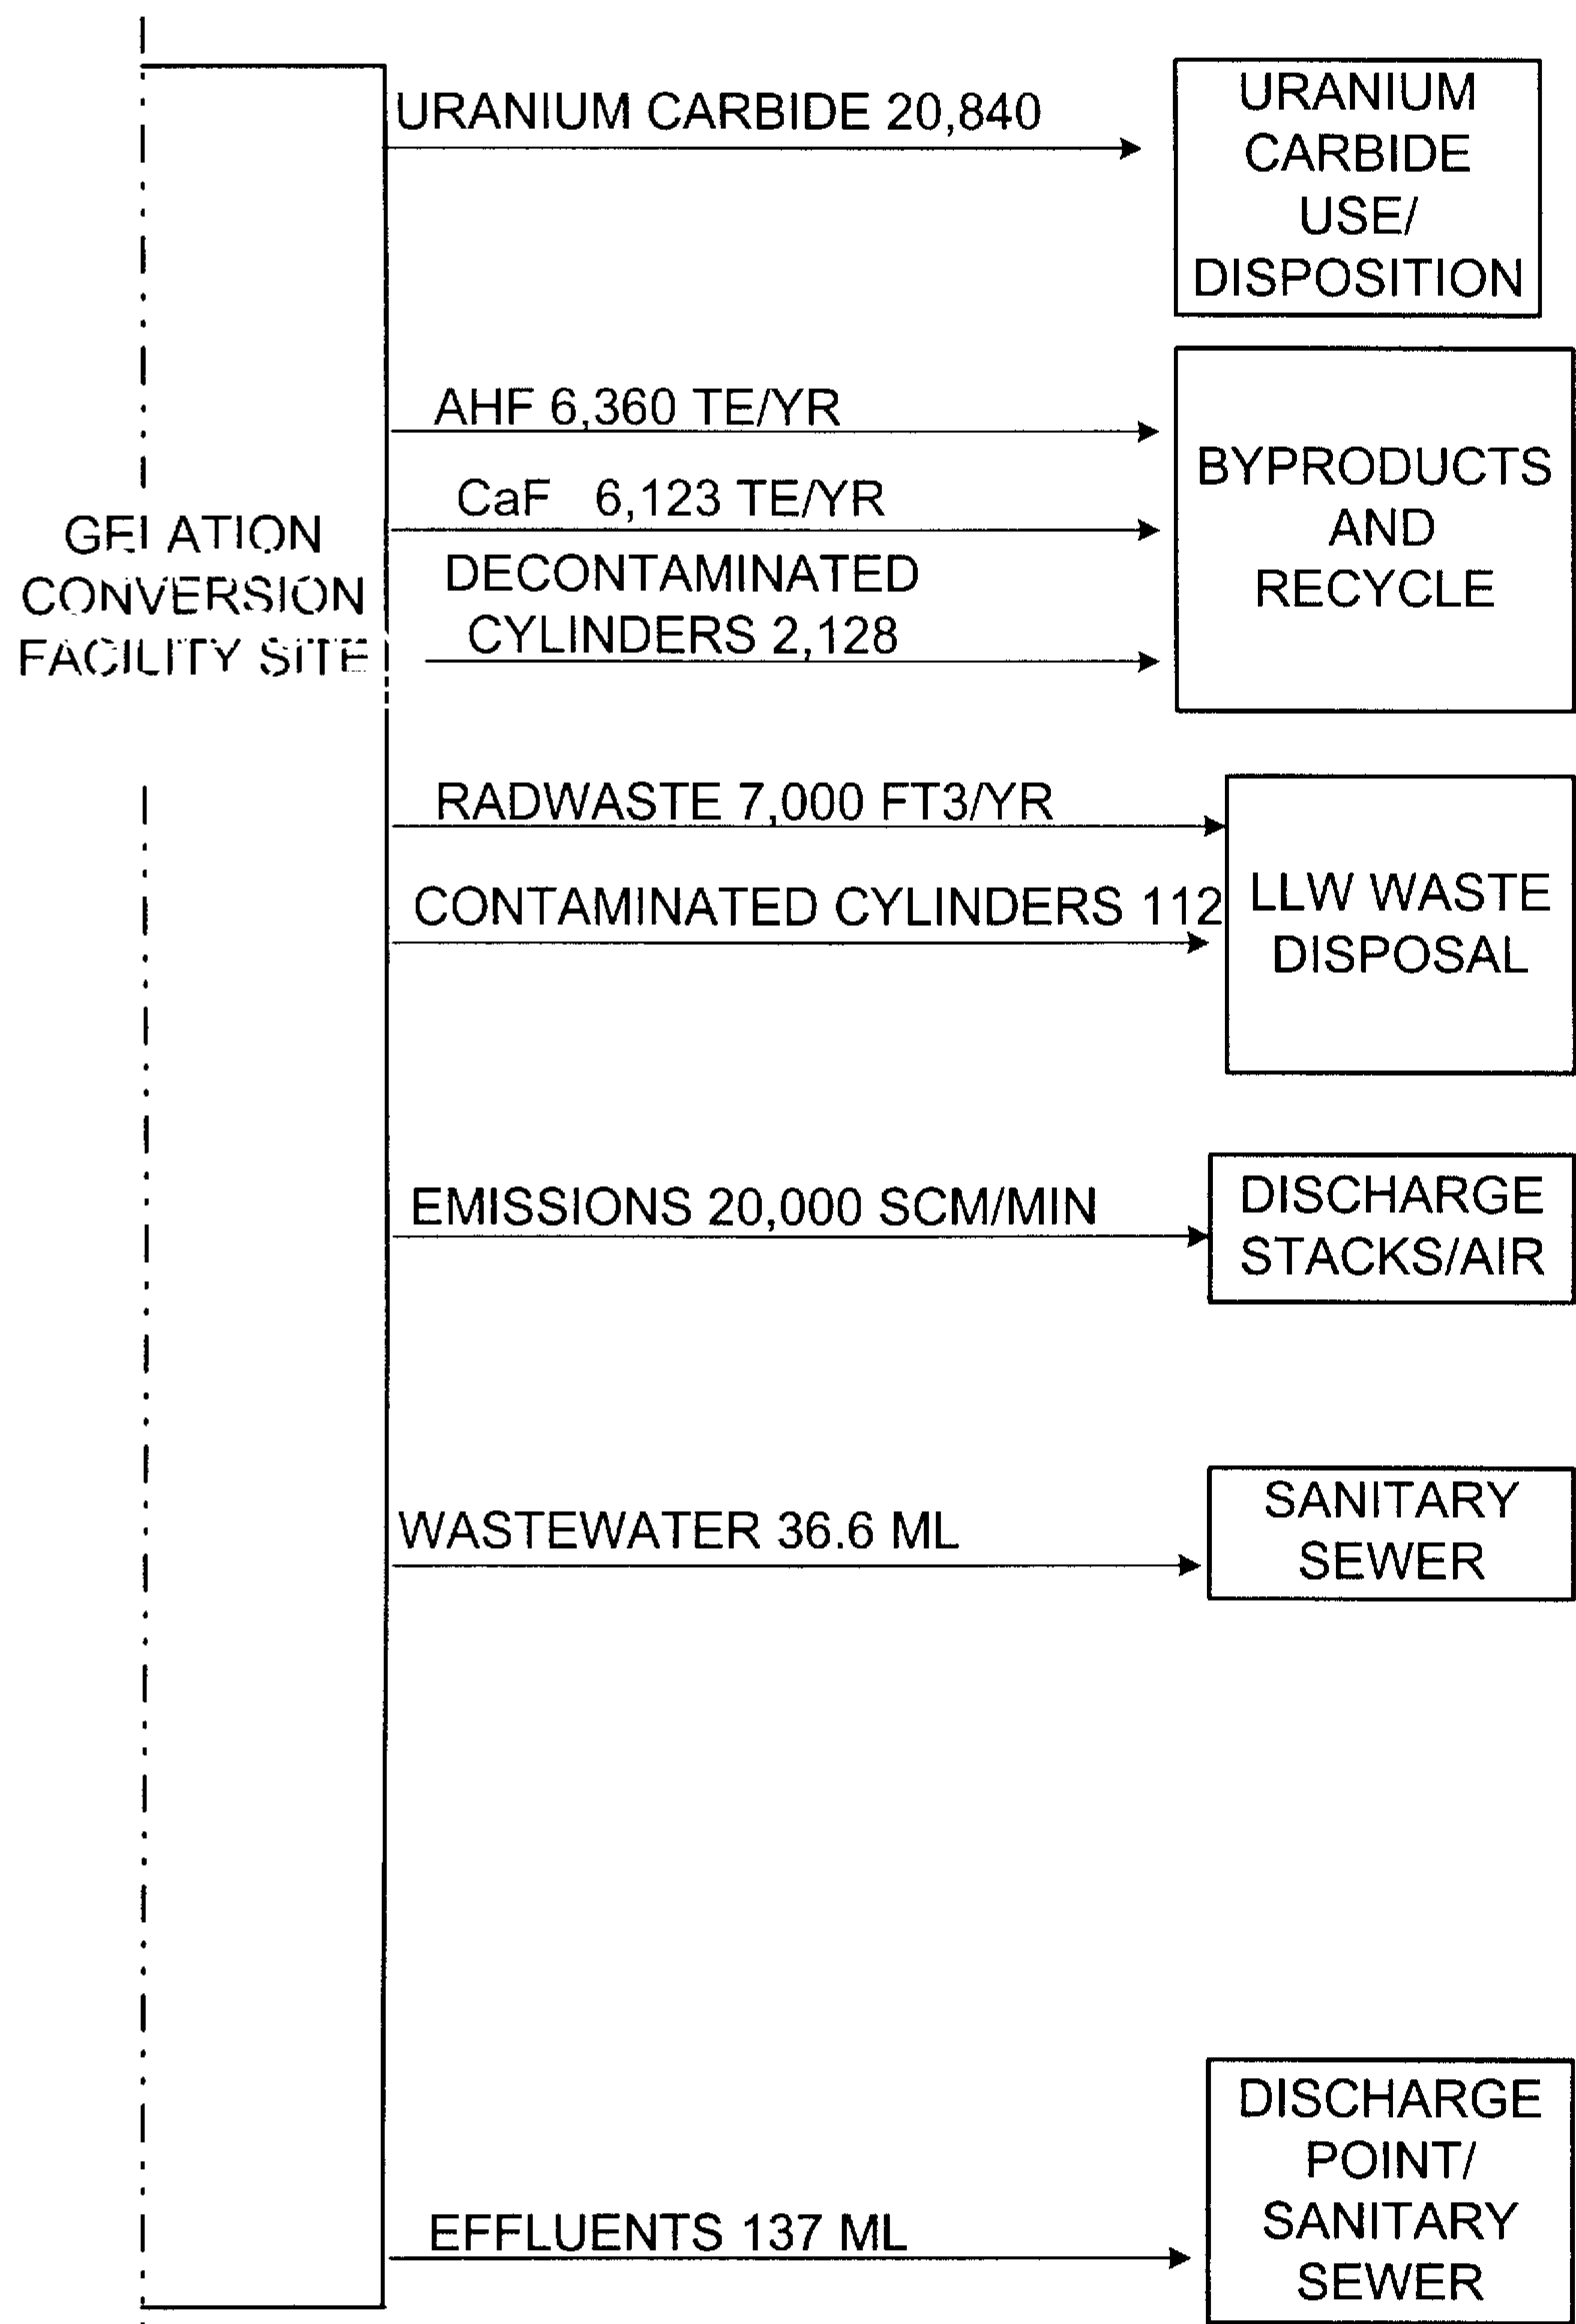 URANIUM CARBIDE 20,840
URANIUM
CARBIDE
USE/
DISPOSITION
AHF 6,360 TE/YR
CaF 6,123 TE/YR
DECONTAMINATED
CYLINDERS 2,128
BYPRODUCTS
AND
RECYCLE
GELATION
CONVERSION
FACILITY SITE
RADWASTE 7,000 FT3/YR
CONTAMINATED CYLINDERS 112
LLW WASTE
DISPOSAL
EMISSIONS 20,000 SCM/MIN
DISCHARGE
STACKS/AIR
WASTEWATER 36.6 ML
SANITARY
SEWER
EFFLUENTS 137 ML
DISCHARGE
POINT/
SANITARY
SEWER